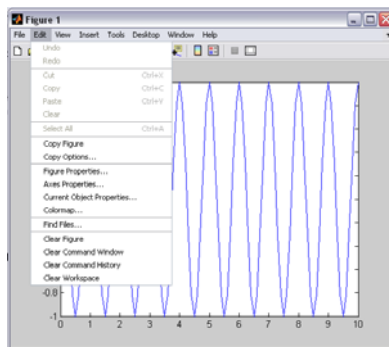 Figure 1
File Edit View Insert Tools Desktop Window Help
Undo
Redo
Cut Ctrl+X
Copy Ctrl+C
Paste Ctrl+V
Clear
Select All Ctrl+A
Copy Figure
Copy Options...
Figure Properties...
Axes Properties...
Current Object Properties...
Colormap...
Find Files...
Clear Figure
Clear Command Window
Clear Command History
Clear Workspace
-0.8
-1
0 1 2 3 4 5 6 7 8 9 10